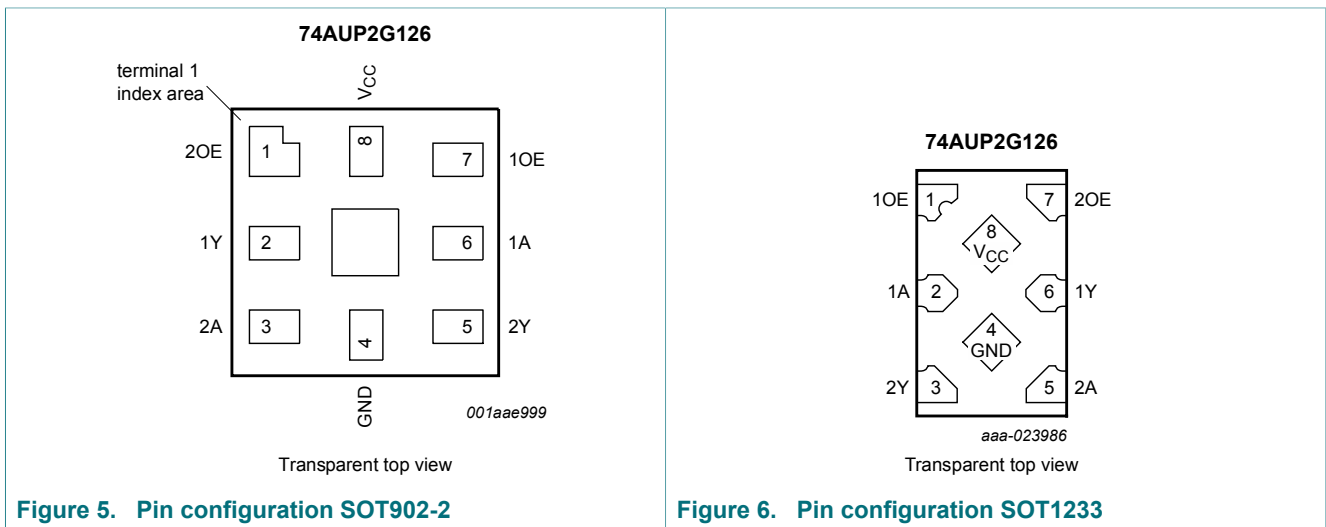 74AUP2G126
terminal 1
index area
VCC
2OE 1 8 7 1OE
1Y 2 6 1A
2A 3 4 5 2Y
GND
001aae999
Transparent top view
Figure 5. Pin configuration SOT902-2
74AUP2G126
1OE 1 7 2OE
8
VCC
1A 2 6 1Y
4
GND
2Y 3 5 2A
aaa-023986
Transparent top view
Figure 6. Pin configuration SOT1233